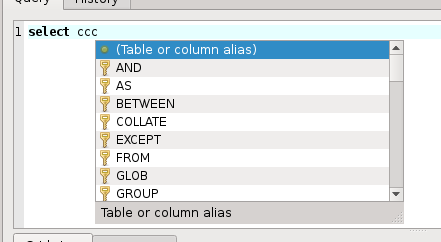 Query History
1 select ccc
(Table or column alias)
AND
AS
BETWEEN
COLLATE
EXCEPT
FROM
GLOB
GROUP
Table or column alias